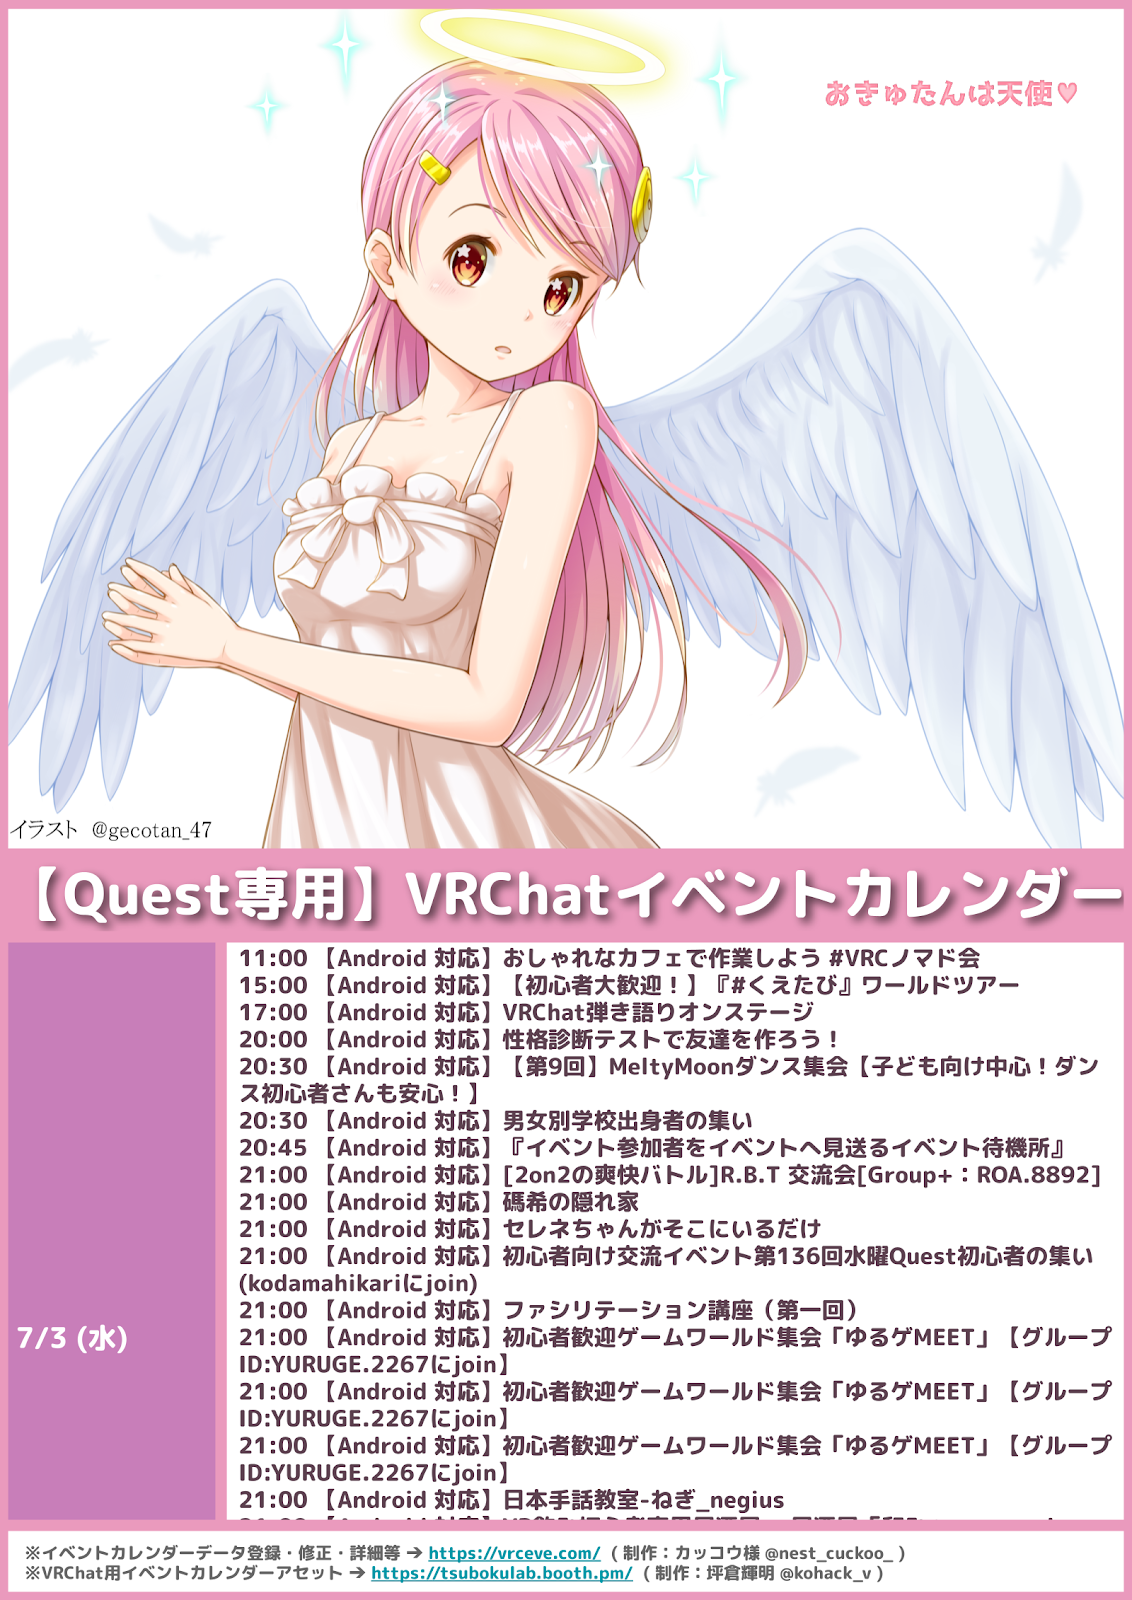 おきゅたんは天使♥
イラスト @gecotan_47
【Quest専用】VRChatイベントカレンダー
7/3 (水)
11:00 【Android 対応】おしゃれなカフェで作業しよう #VRCノマド会
15:00 【Android 対応】【初心者大歓迎！】『#くえたび』ワールドツアー
17:00 【Android 対応】VRChat弾き語りオンステージ
20:00 【Android 対応】性格診断テストで友達を作ろう！
20:30 【Android 対応】【第9回】MeltyMoonダンス集会【子ども向け中心！ダン
ス初心者さんも安心！】
20:30 【Android 対応】男女別学校出身者の集い
20:45 【Android 対応】『イベント参加者をイベントへ見送るイベント待機所』
21:00 【Android 対応】[2on2の爽快バトル]R.B.T 交流会[Group+：ROA.8892]
21:00 【Android 対応】碼希の隠れ家
21:00 【Android 対応】セレネちゃんがそこにいるだけ
21:00 【Android 対応】初心者向け交流イベント第136回水曜Quest初心者の集い
(kodamahikariにjoin)
21:00 【Android 対応】ファシリテーション講座（第一回）
21:00 【Android 対応】初心者歓迎ゲームワールド集会「ゆるゲMEET」【グループ
ID:YURUGE.2267にjoin】
21:00 【Android 対応】初心者歓迎ゲームワールド集会「ゆるゲMEET」【グループ
ID:YURUGE.2267にjoin】
21:00 【Android 対応】初心者歓迎ゲームワールド集会「ゆるゲMEET」【グループ
ID:YURUGE.2267にjoin】
21:00 【Android 対応】日本手話教室-ねぎ_negius
※イベントカレンダーデータ登録・修正・詳細等 ➔ https://vrceve.com/ ( 制作：カッコウ様 @nest_cuckoo_ )
※VRChat用イベントカレンダーアセット ➔ https://tsubokulab.booth.pm/ ( 制作：坪倉輝明 @kohack_v )